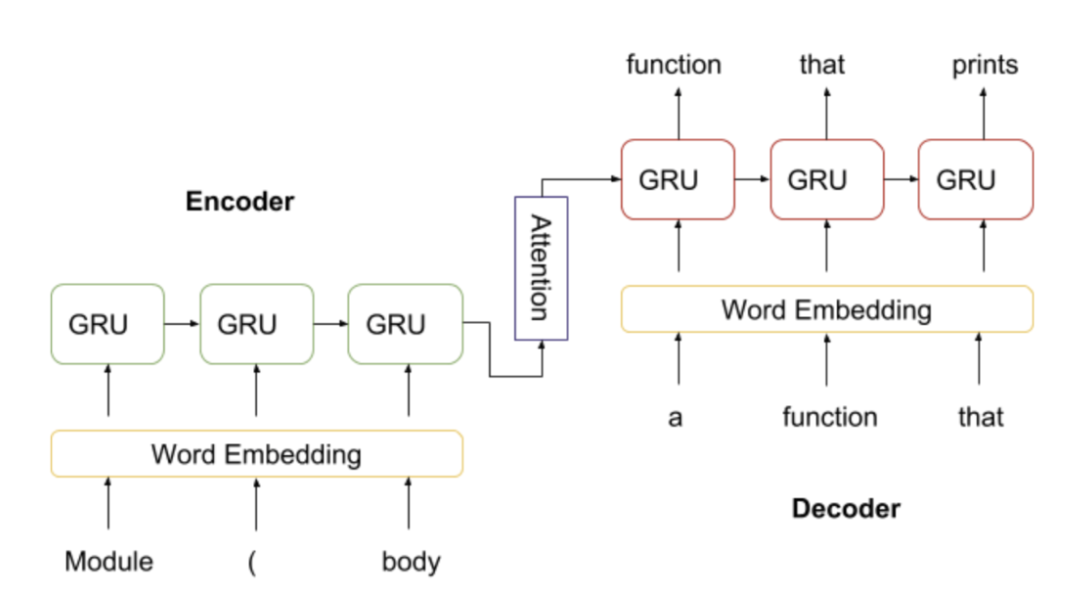 function that prints
GRU GRU GRU
Encoder
Attention
GRU GRU GRU
Word Embedding
a function that
Word Embedding
Decoder
Module ( body